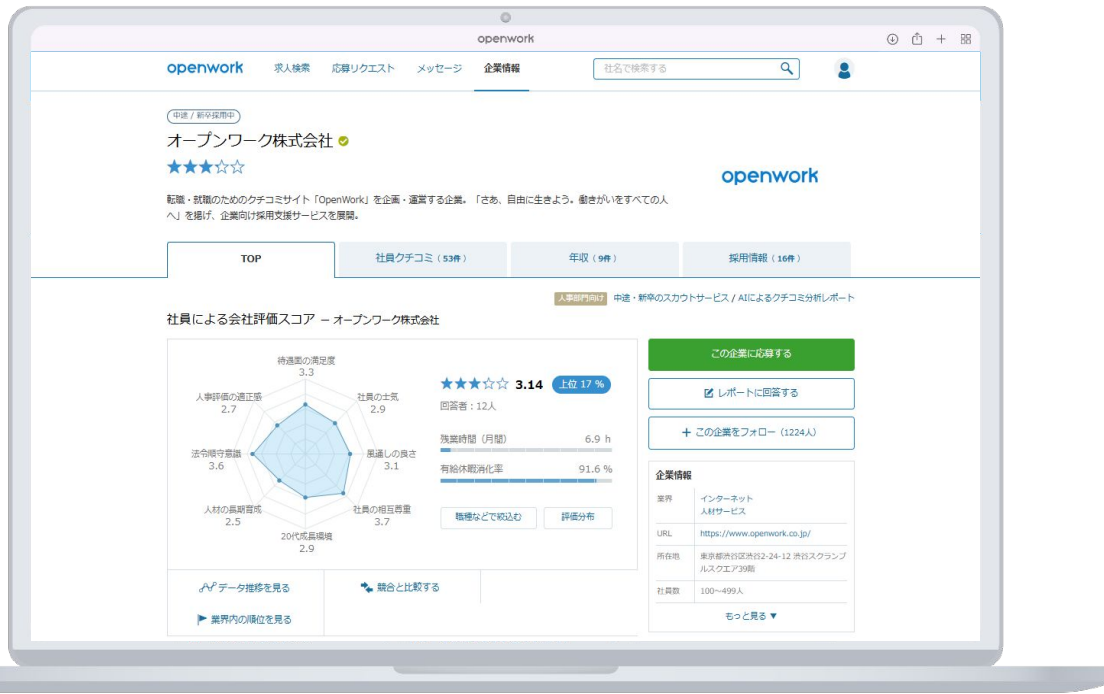 openwork
openwork 求人検索 応募リクエスト メッセージ 企業情報 社名で検索する
中途 / 新卒採用中
オープンワーク株式会社
openwork
転職・就職のためのクチコミサイト「OpenWork」を企画・運営する企業。「さあ、自由に生きよう。働きがいをすべての人
へ」を掲げ、企業向け採用支援サービスを展開。
TOP 社員クチコミ（53件） 年収（9件） 採用情報（16件）
人事部門向け 中途・新卒のスカウトサービス / AIによるクチコミ分析レポート
社員による会社評価スコア － オープンワーク株式会社
待遇面の満足度
3.3
社員の士気
2.9
風通しの良さ
3.1
社員の相互尊重
3.7
20代成長環境
2.9
人材の長期育成
2.5
法令順守意識
3.6
人事評価の適正感
2.7
3.14 上位 17 %
回答者：12人
残業時間（月間） 6.9 h
有給休暇消化率 91.6 %
職種などで絞込む 評価分布
データ推移を見る 競合と比較する
業界内の順位を見る
この企業に応募する
レポートに回答する
+ この企業をフォロー（1224人）
企業情報
業界 インターネット
人材サービス
URL https://www.openwork.co.jp/
所在地 東京都渋谷区渋谷2-24-12 渋谷スクランブ
ルスクエア39階
社員数 100～499人
もっと見る ▼